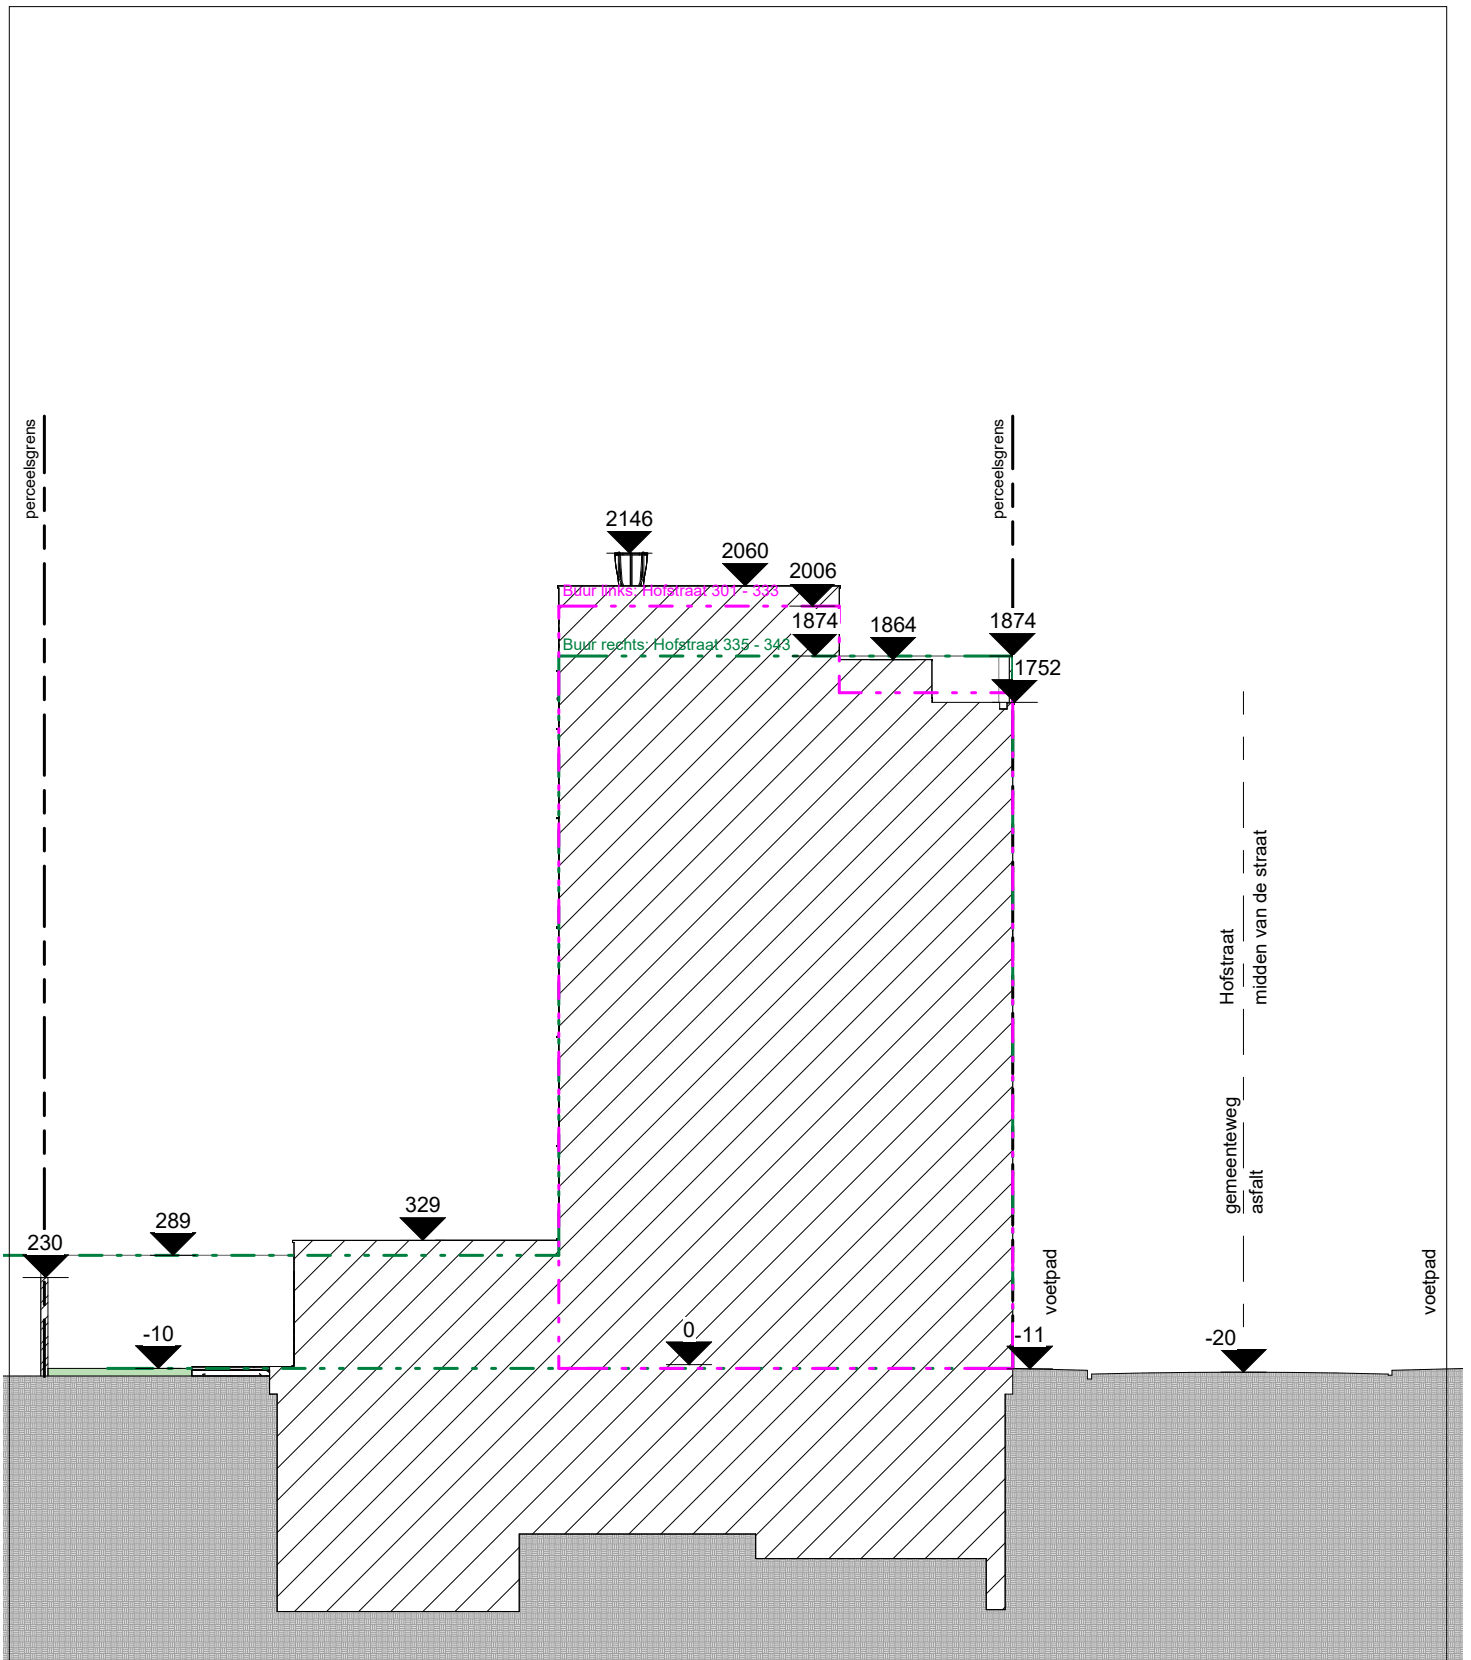 perceelsgrens
perceelsgrens
2146
2060
2006
Buur links: Hofstraat 301 - 333
1874
1864
1874
Buur rechts: Hofstraat 335 - 343
1752
Hofstraat
midden van de straat
gemeenteweg
asfalt
329
289
230
voetpad
voetpad
-10
0
-11
-20